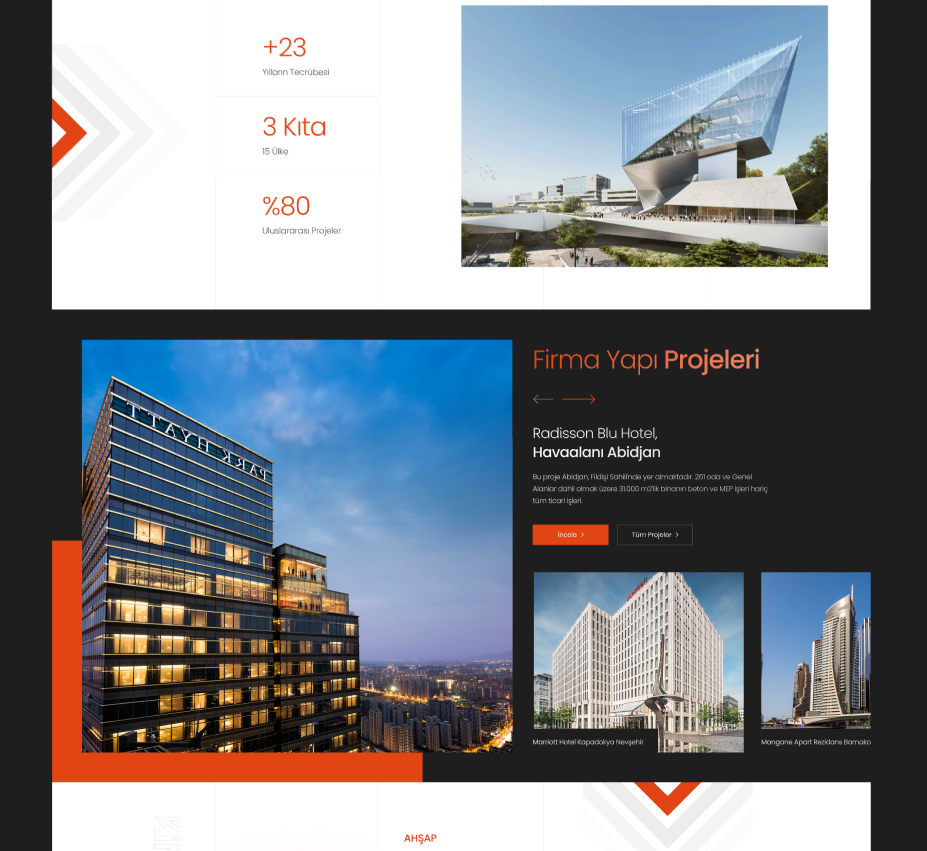 +23
Yılların Tecrübesi
3 Kıta
15 Ülke
%80
Uluslararası Projeler
PARK HYATT
Firma Yapı Projeleri
Radisson Blu Hotel,
Havaalanı Abidjan
Bu proje Abidjan, Fildişi Sahili'nde yer almaktadır. 261 oda ve Genel
Alanlar dahil olmak üzere 31.000 m2'lik binanın beton ve MEP işleri hariç
tüm ticari işleri.
İncele
Tüm Projeler
Marriott Hotel Kapadokya Nevşehir
Mangane Apart Rezidans Bamako
AHŞAP